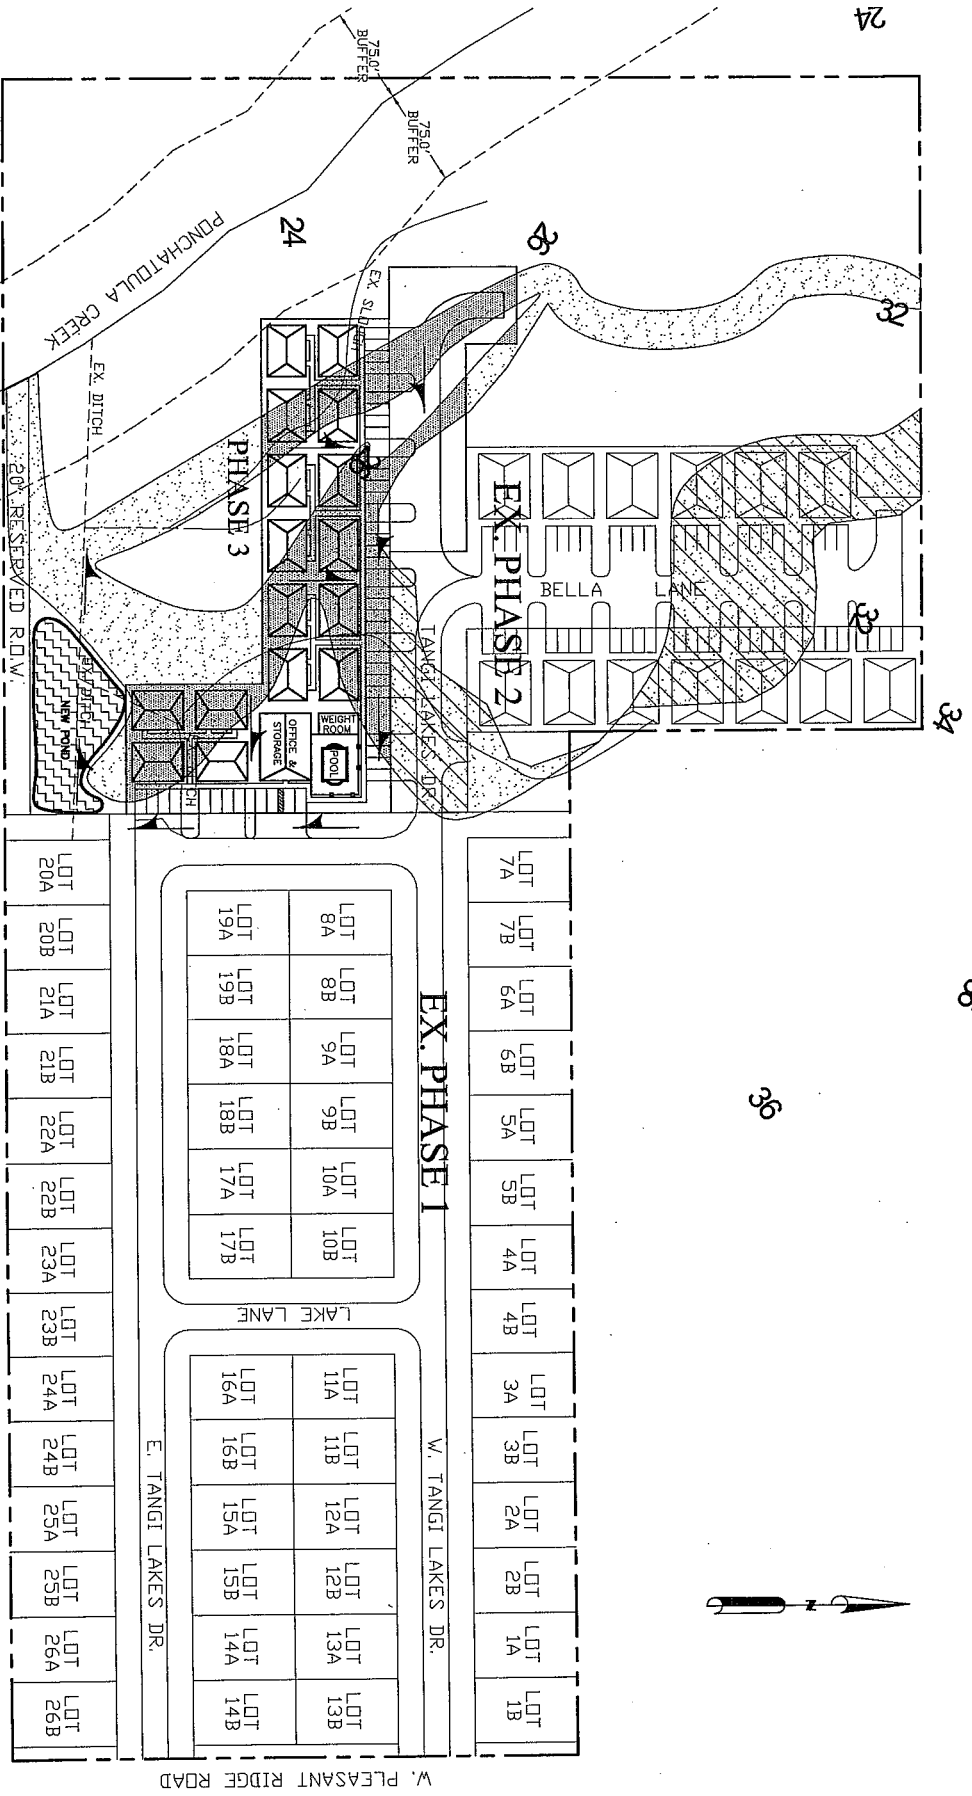 24
75.0'
BUFFER
75.0'
BUFFER
24
26
32
PONCHATOULA CREEK
EX. SLOUGH
EX. DITCH
20' RESERVED ROW
PHASE 3
EX. PHASE 2
BELLA LANE
32
34
TANGI LAKES DR
WEIGHT
ROOM
POOL
OFFICE &
STORAGE
EX. DITCH
NEW POND
LOT
7A
LOT
7B
LOT
6A
LOT
6B
LOT
5A
LOT
5B
LOT
4A
LOT
4B
LOT
3A
LOT
3B
LOT
2A
LOT
2B
LOT
1A
LOT
1B
EX. PHASE 1
LOT
8A
LOT
8B
LOT
9A
LOT
9B
LOT
10A
LOT
10B
LOT
19A
LOT
19B
LOT
18A
LOT
18B
LOT
17A
LOT
17B
LAKE LANE
LOT
11A
LOT
11B
LOT
12A
LOT
12B
LOT
13A
LOT
13B
LOT
16A
LOT
16B
LOT
15A
LOT
15B
LOT
14A
LOT
14B
W. TANGI LAKES DR.
E. TANGI LAKES DR.
LOT
20A
LOT
20B
LOT
21A
LOT
21B
LOT
22A
LOT
22B
LOT
23A
LOT
23B
LOT
24A
LOT
24B
LOT
25A
LOT
25B
LOT
26A
LOT
26B
36
N
W. PLEASANT RIDGE ROAD